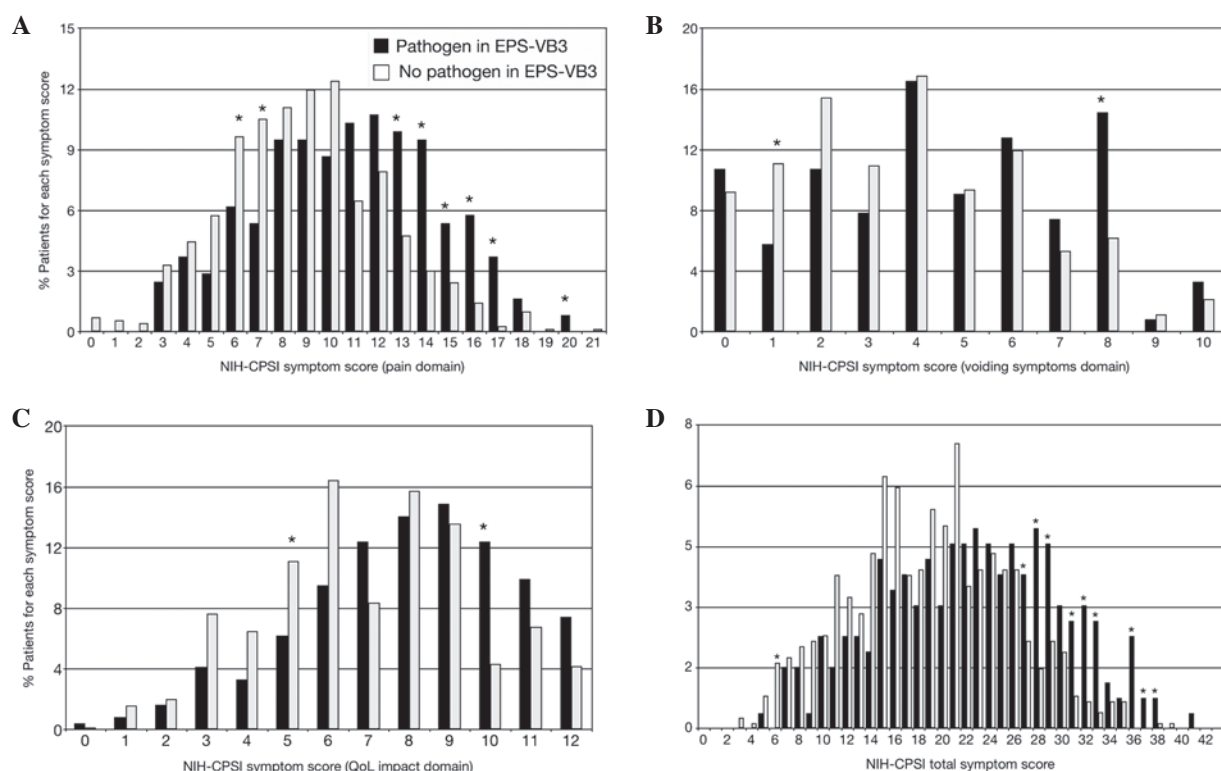 A
15
12
9
6
3
0
% Patients for each symptom score
Pathogen in EPS-VB3
No pathogen in EPS-VB3
* * * * * * * *
0 1 2 3 4 5 6 7 8 9 10 11 12 13 14 15 16 17 18 19 20 21
NIH-CPSI symptom score (pain domain)
B
20
16
12
8
4
0
* *
0 1 2 3 4 5 6 7 8 9 10
NIH-CPSI symptom score (voiding symptoms domain)
C
20
16
12
8
4
0
% Patients for each symptom score
* *
0 1 2 3 4 5 6 7 8 9 10 11 12
NIH-CPSI symptom score (QoL impact domain)
D
8
6
5
3
2
0
* * * * * * * * * *
0 2 4 6 8 10 12 14 16 18 20 22 24 26 28 30 32 34 36 38 40 42
NIH-CPSI total symptom score